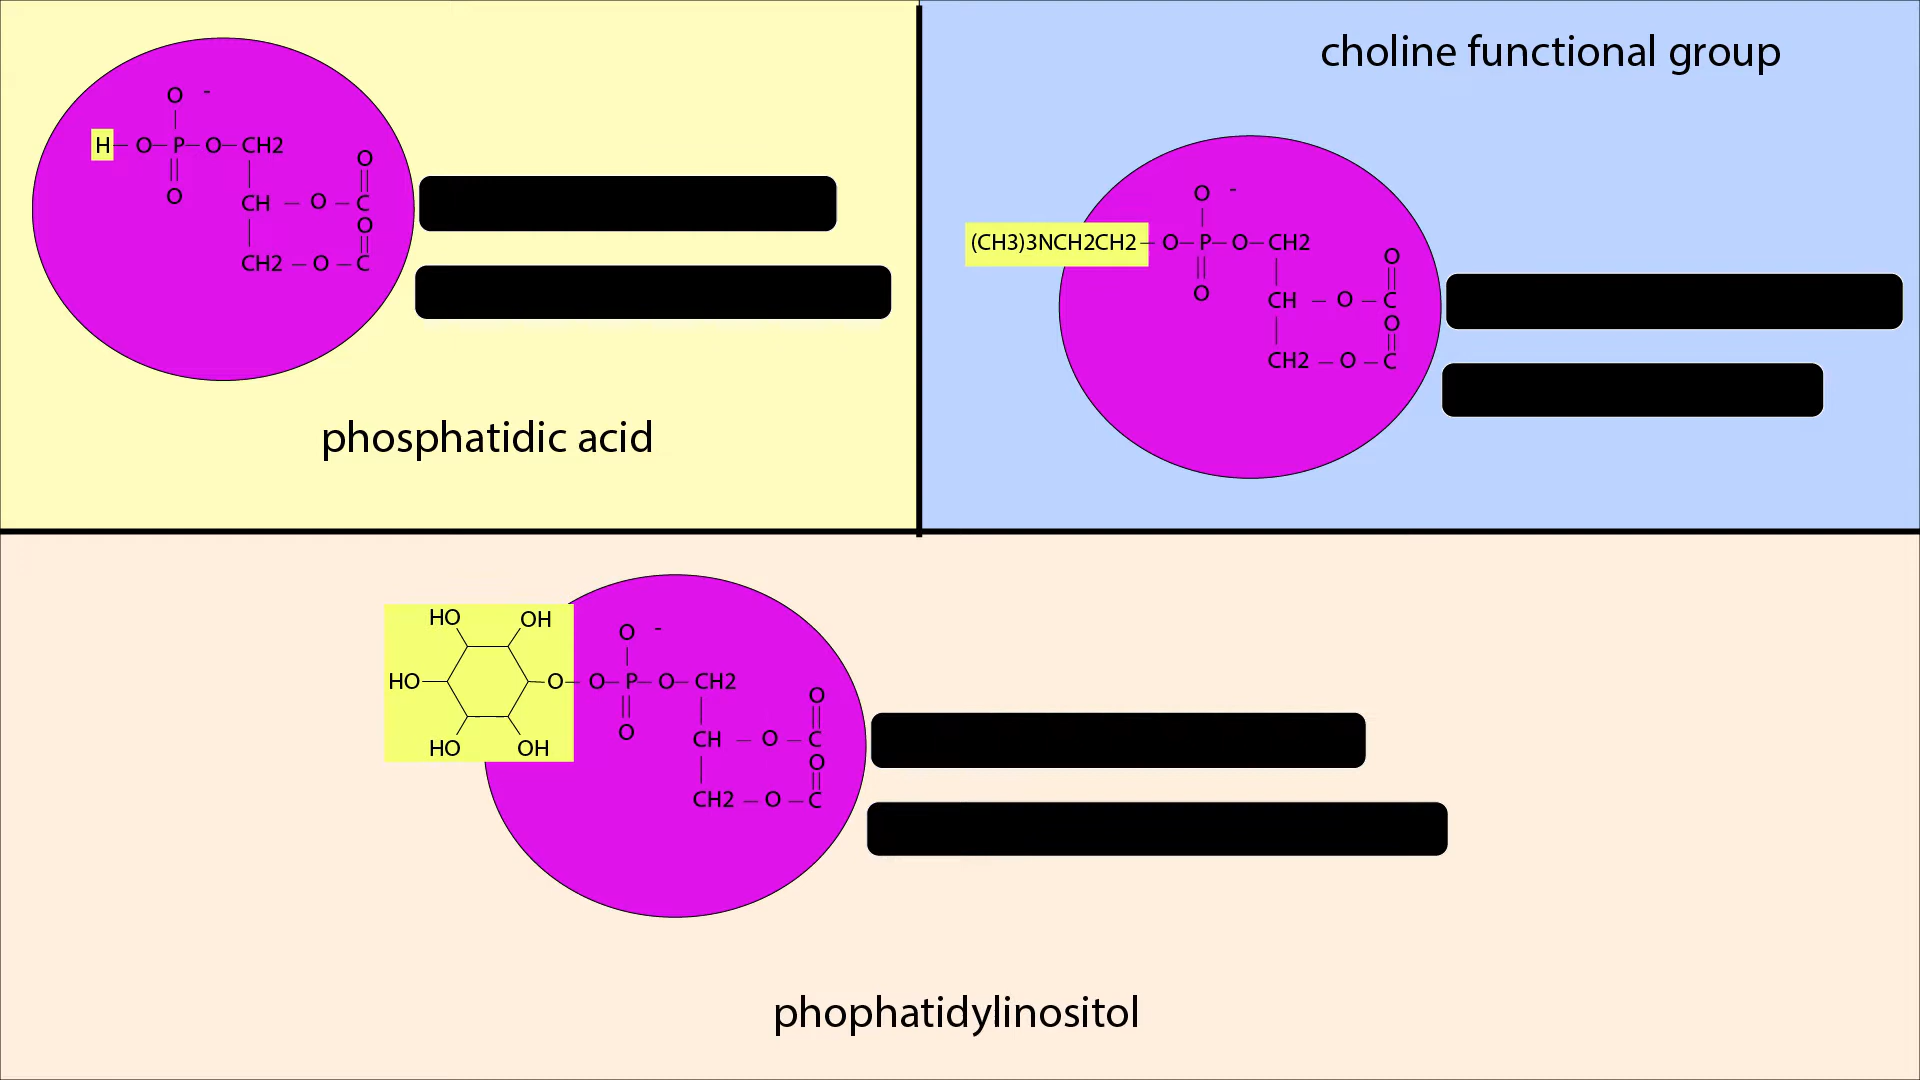 phosphatidic acid
O -
H - O - P - O - CH2
O
O
CH - O - C
O
CH2 - O - C
choline functional group
O -
(CH3)3NCH2CH2 - O - P - O - CH2
O
O
CH - O - C
O
CH2 - O - C
HO OH
O -
HO O - O - P - O - CH2
O
O
HO OH
CH - O - C
O
CH2 - O - C
phophatidylinositol